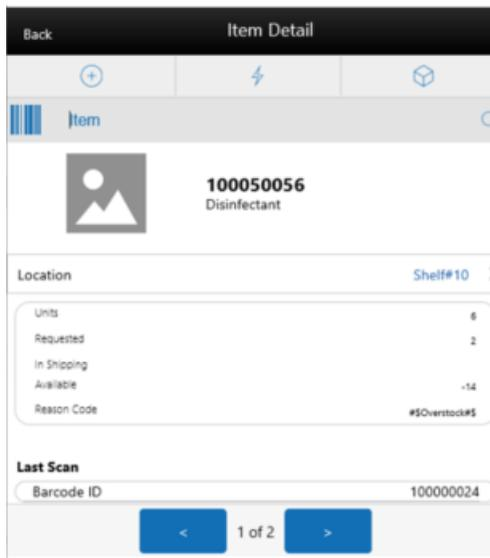 Back Item Detail
Item
100050056
Disinfectant
Location Shelf#10
Units 6
Requested 2
In Shipping
Available -14
Reason Code #$Overstock#$
Last Scan
Barcode ID 100000024
< 1 of 2 >